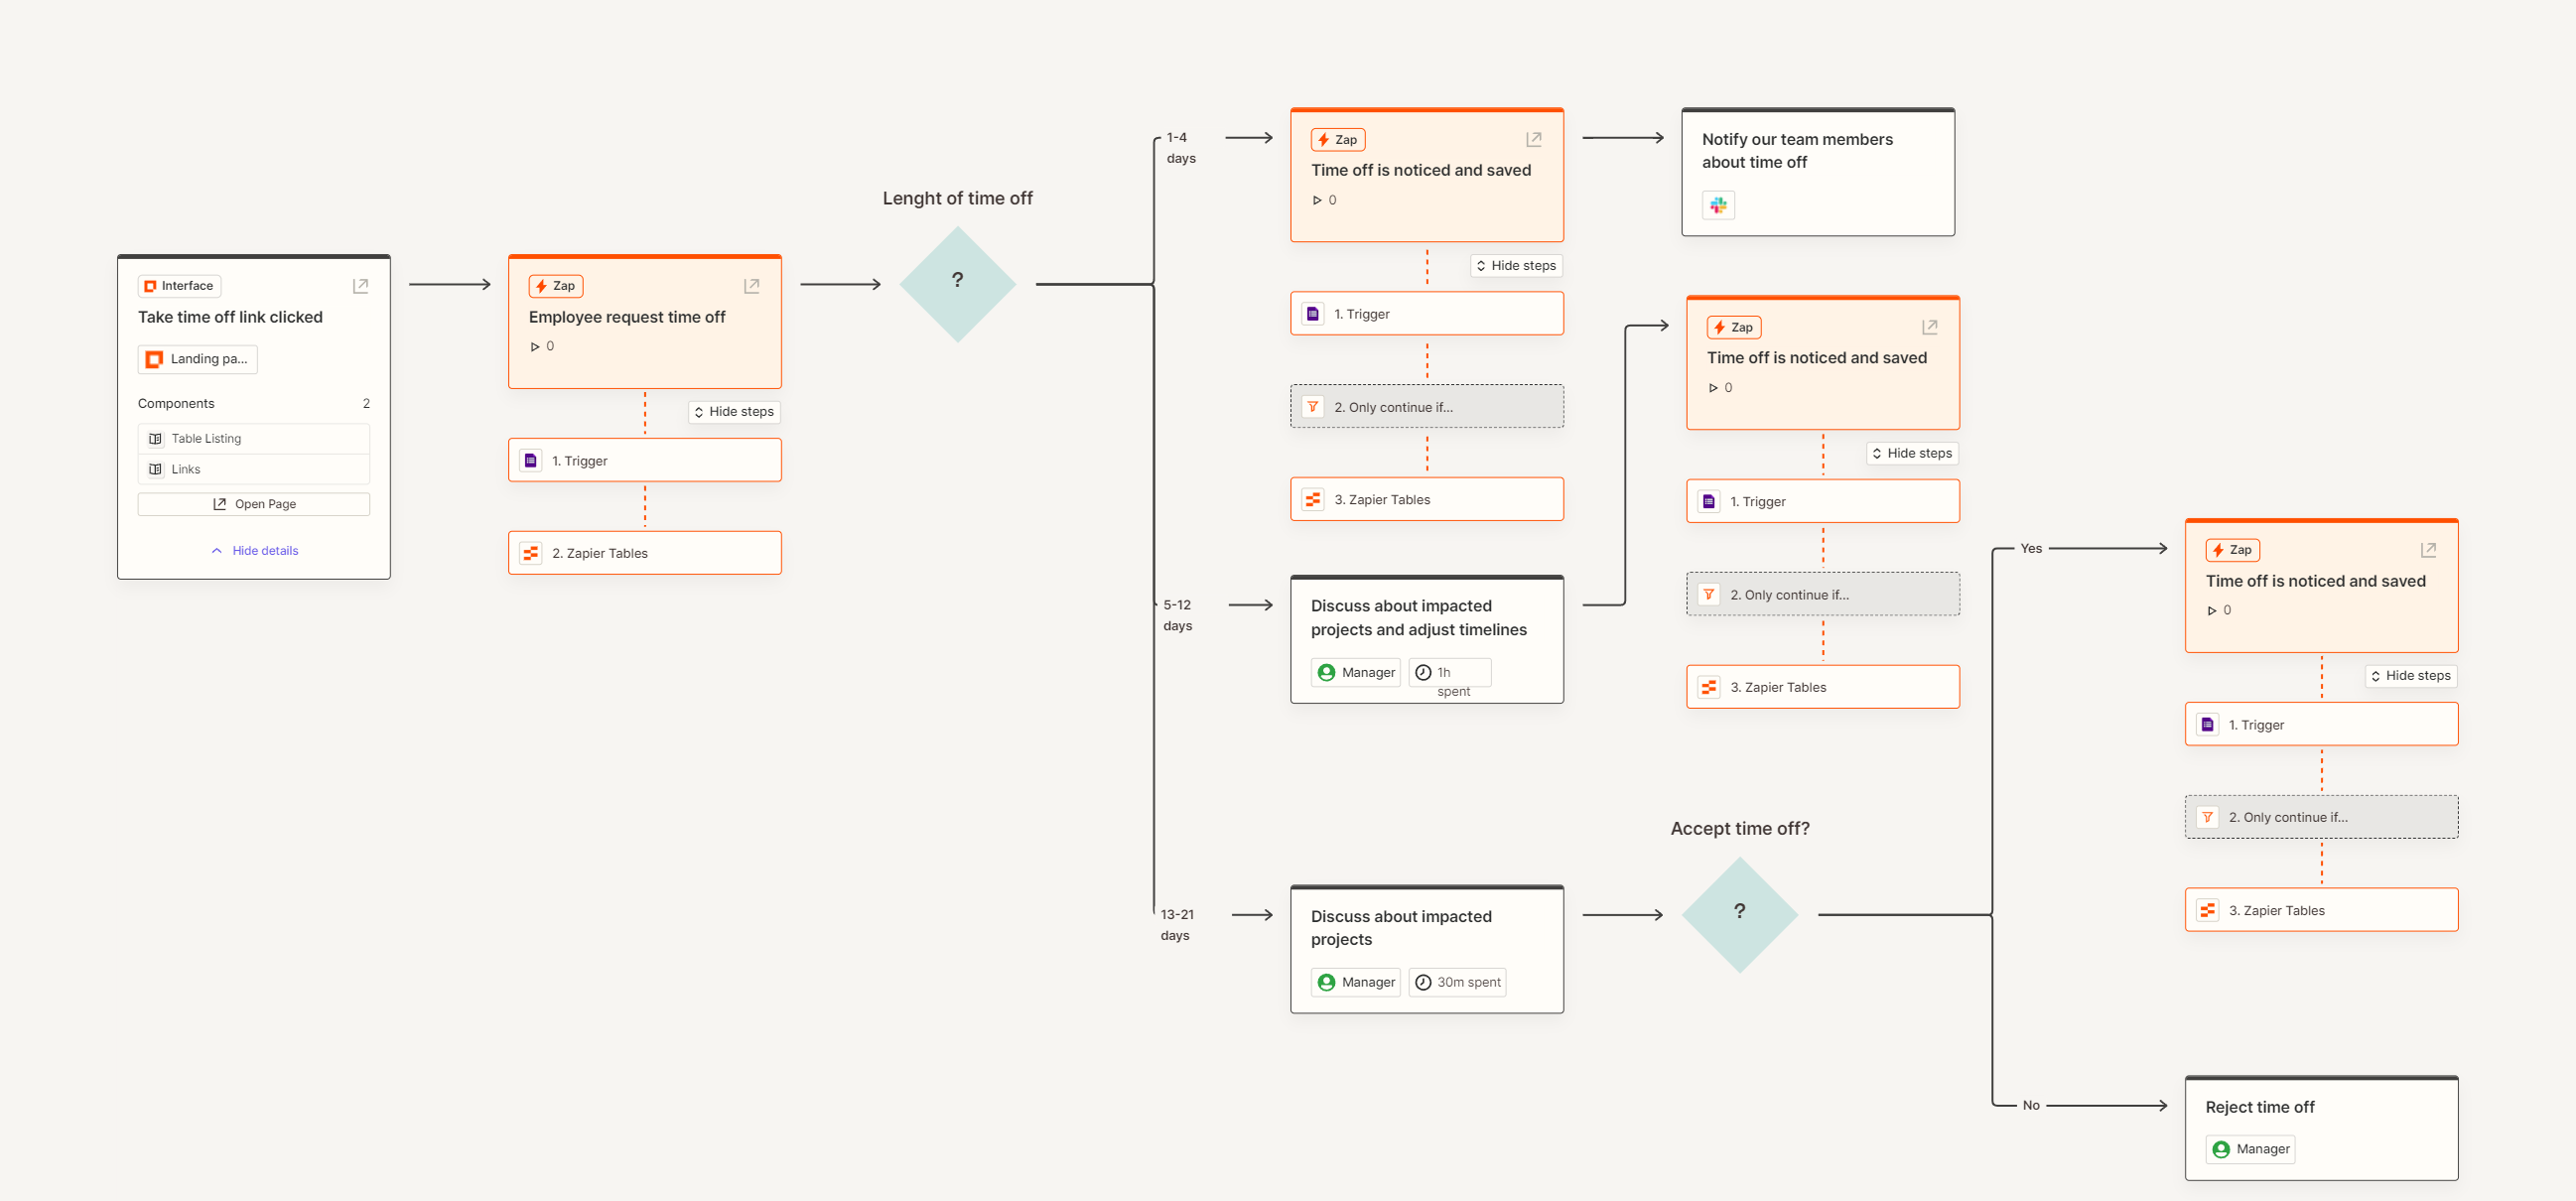 Interface
Take time off link clicked
Landing pa...
Components 2
Table Listing
Links
Open Page
Hide details
Zap
Employee request time off
0
Hide steps
1. Trigger
2. Zapier Tables
Lenght of time off
?
1-4
days
Zap
Time off is noticed and saved
0
Hide steps
1. Trigger
2. Only continue if...
3. Zapier Tables
Notify our team members
about time off
5-12
days
Discuss about impacted
projects and adjust timelines
Manager
1h
spent
Zap
Time off is noticed and saved
0
Hide steps
1. Trigger
2. Only continue if...
3. Zapier Tables
13-21
days
Discuss about impacted
projects
Manager
30m spent
Accept time off?
?
Yes
Zap
Time off is noticed and saved
0
Hide steps
1. Trigger
2. Only continue if...
3. Zapier Tables
No
Reject time off
Manager